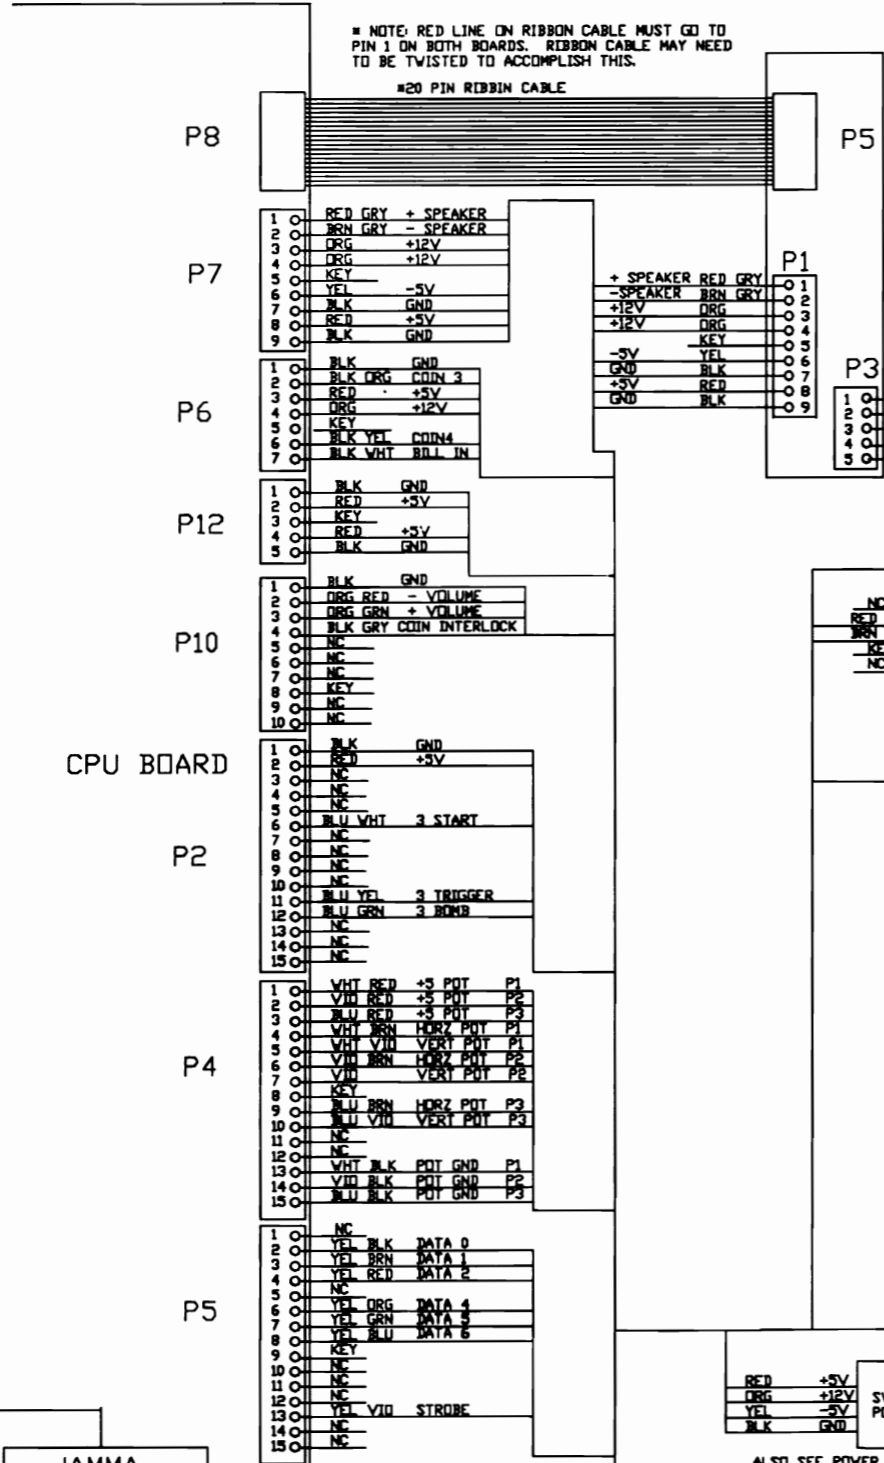 * NOTE: RED LINE ON RIBBON CABLE MUST GO TO
PIN 1 ON BOTH BOARDS. RIBBON CABLE MAY NEED
TO BE TWISTED TO ACCOMPLISH THIS.
*20 PIN RIBBIN CABLE
P8
P5
P7
1 RED GRY + SPEAKER
2 BRN GRY - SPEAKER
3 ORG +12V
4 ORG +12V
5 KEY
6 YEL -5V
7 BLK GND
8 RED +5V
9 BLK GND
P1
+ SPEAKER RED GRY 1
-SPEAKER BRN GRY 2
+12V ORG 3
+12V ORG 4
KEY 5
-5V YEL 6
GND BLK 7
+5V RED 8
GND BLK 9
P3
1
2
3
4
5
P6
1 BLK GND
2 BLK ORG COIN 3
3 RED +5V
4 ORG +12V
5 KEY
6 BLK YEL COIN4
7 BLK WHT BILL IN
P12
1 BLK GND
2 RED +5V
3 KEY
4 RED +5V
5 BLK GND
P10
1 BLK GND
2 ORG RED - VOLUME
3 ORG GRN + VOLUME
4 BLK GRY COIN INTERLOCK
5 NC
6 NC
7 NC
8 KEY
9 NC
10 NC
NC
RED
BRN
KE
NC
CPU BOARD
P2
1 BLK GND
2 RED +5V
3 NC
4 NC
5 NC
6 BLU WHT 3 START
7 NC
8 NC
9 NC
10 NC
11 BLU YEL 3 TRIGGER
12 BLU GRN 3 BOMB
13 NC
14 NC
15 NC
P4
1 WHT RED +5 POT P1
2 VIO RED +5 POT P2
3 BLU RED +5 POT P3
4 WHT BRN HORZ POT P1
5 WHT VIO VERT POT P1
6 VIO BRN HORZ POT P2
7 VIO VERT POT P2
8 KEY
9 BLU BRN HORZ POT P3
10 BLU VIO VERT POT P3
11 NC
12 NC
13 WHT BLK POT GND P1
14 VIO BLK POT GND P2
15 BLU BLK POT GND P3
P5
1 NC
2 YEL BLK DATA 0
3 YEL BRN DATA 1
4 YEL RED DATA 2
5 NC
6 YEL ORG DATA 4
7 YEL GRN DATA 5
8 YEL BLU DATA 6
9 KEY
10 NC
11 NC
12 NC
13 YEL VIO STROBE
14 NC
15 NC
RED +5V
ORG +12V
YEL -5V
BLK GND
JAMMA
ALSO SEE POWER